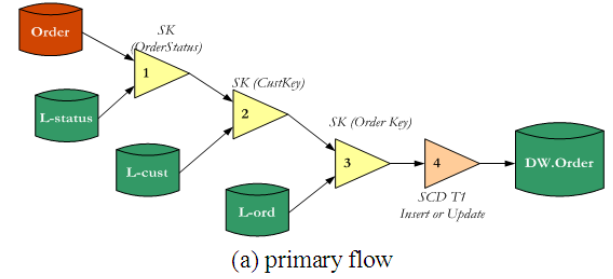 Order
SK
(OrderStatus)
1
L-status
SK (CustKey)
2
L-cust
SK (Order Key)
3
L-ord
4
SCD T1
Insert or Update
DW.Order
(a) primary flow